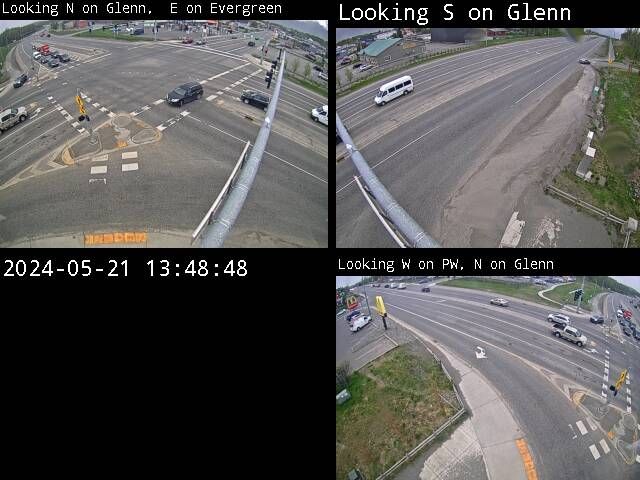 Looking N on Glenn, E on Evergreen
Looking S on Glenn
2024-05-21 13:48:48
Looking W on PW, N on Glenn